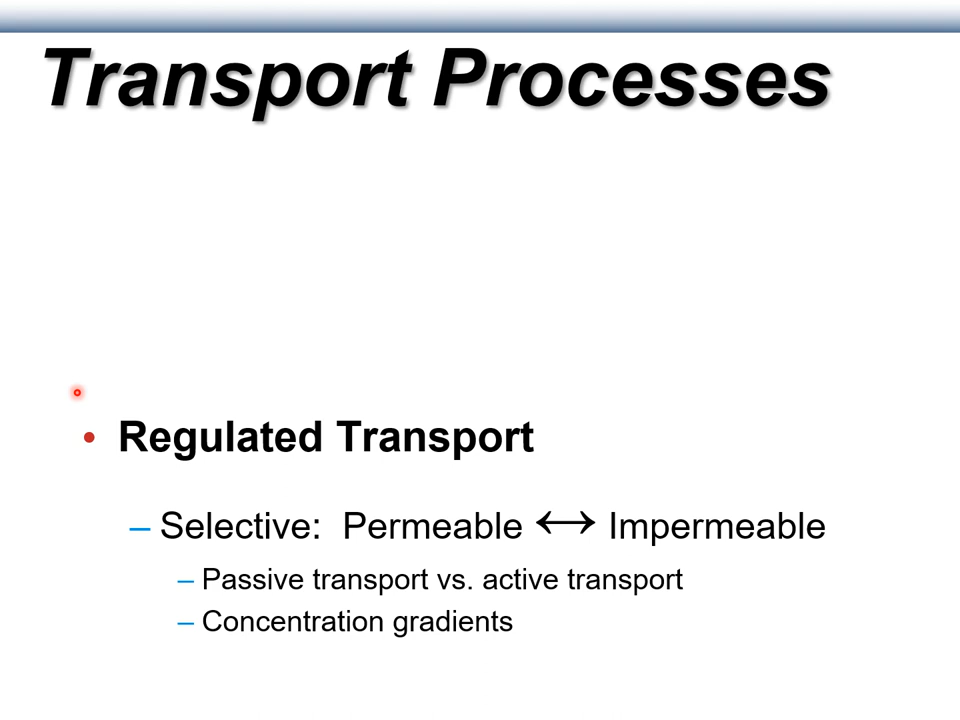 Transport Processes
• Regulated Transport
– Selective: Permeable ↔ Impermeable
– Passive transport vs. active transport
– Concentration gradients